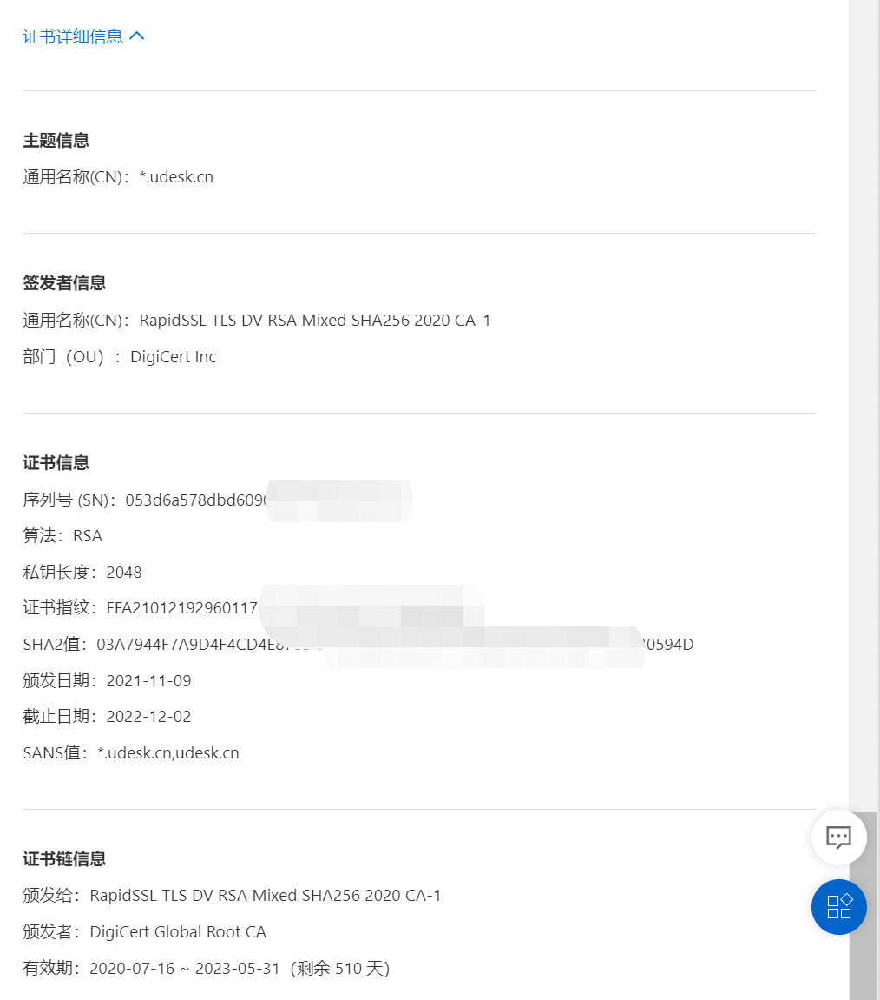 证书详细信息
主题信息
通用名称(CN)：*.udesk.cn
签发者信息
通用名称(CN)：RapidSSL TLS DV RSA Mixed SHA256 2020 CA-1
部门（OU）：DigiCert Inc
证书信息
序列号 (SN)：053d6a578dbd609
算法：RSA
私钥长度：2048
证书指纹：FFA21012192960117
SHA2值：03A7944F7A9D4F4CD4E8 0594D
颁发日期：2021-11-09
截止日期：2022-12-02
SANS值：*.udesk.cn,udesk.cn
证书链信息
颁发给：RapidSSL TLS DV RSA Mixed SHA256 2020 CA-1
颁发者：DigiCert Global Root CA
有效期：2020-07-16 ~ 2023-05-31（剩余 510 天）